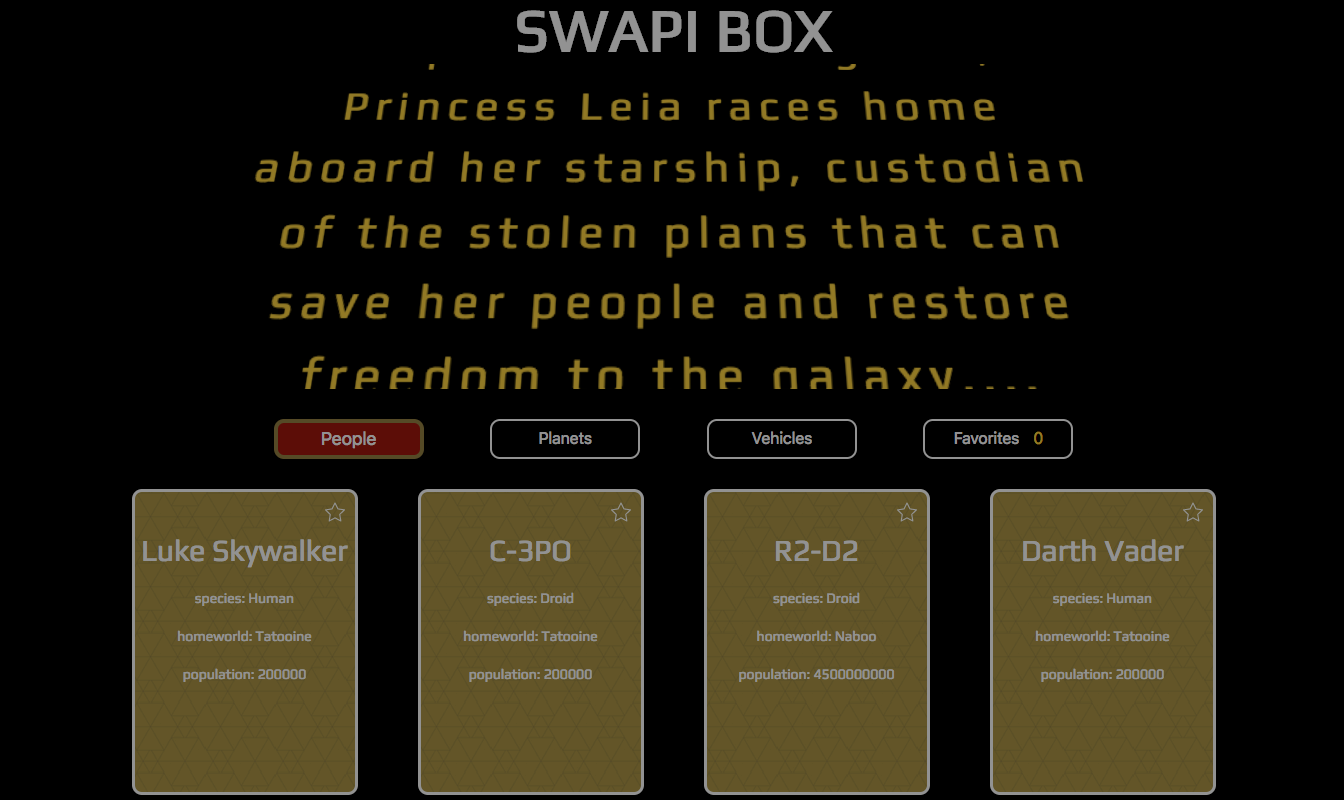 SWAPI BOX
Princess Leia races home
aboard her starship, custodian
of the stolen plans that can
save her people and restore
freedom to the galaxy....
People
Planets
Vehicles
Favorites 0
Luke Skywalker
species: Human
homeworld: Tatooine
population: 200000
C-3PO
species: Droid
homeworld: Tatooine
population: 200000
R2-D2
species: Droid
homeworld: Naboo
population: 4500000000
Darth Vader
species: Human
homeworld: Tatooine
population: 200000